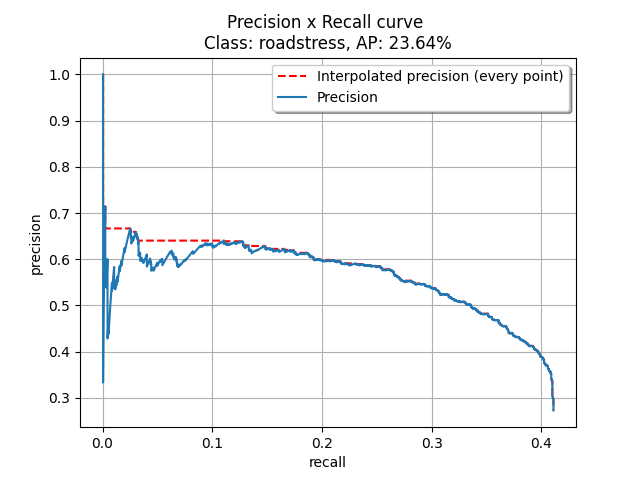 Precision x Recall curve
Class: roadstress, AP: 23.64%
Interpolated precision (every point)
Precision
1.0
0.9
0.8
0.7
0.6
0.5
0.4
0.3
precision
0.0 0.1 0.2 0.3 0.4
recall